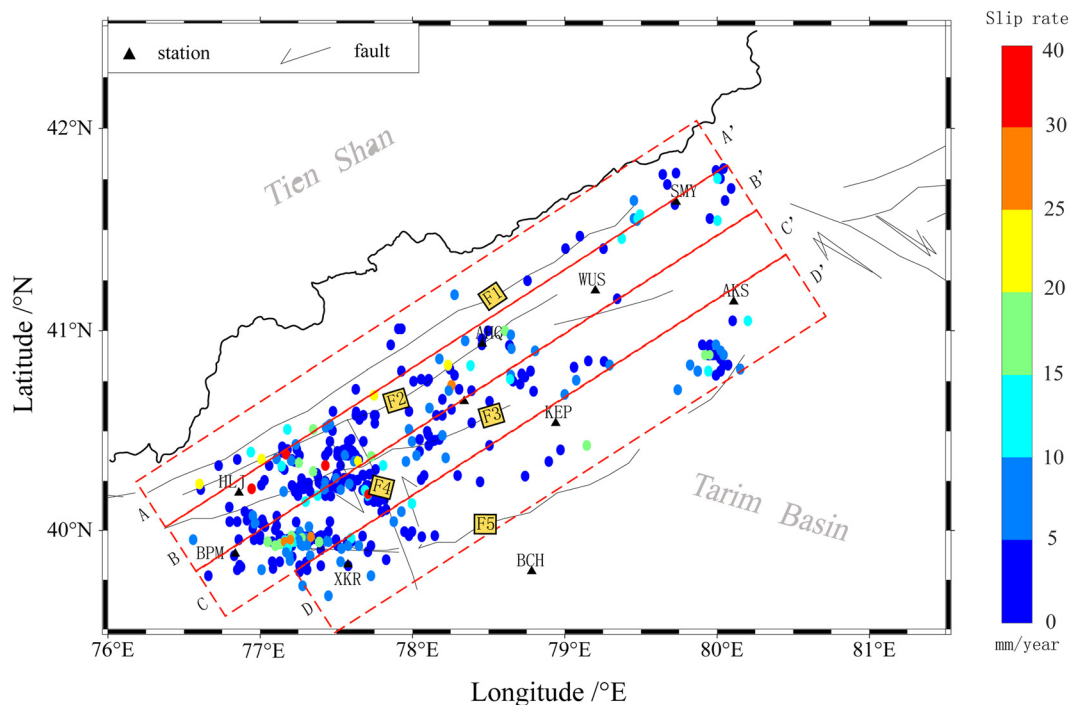 Slip rate
station
fault
40
30
25
20
15
10
5
0
mm/year
42°N
41°N
40°N
Latitude /°N
Tien Shan
Tarim Basin
A'
B'
C'
D'
SMY
WUS
AKS
F1
AHQ
F2
F3
KEP
HLJ
F4
A
F5
B
BPM
BCH
XKR
C
D
76°E
77°E
78°E
79°E
80°E
81°E
Longitude /°E